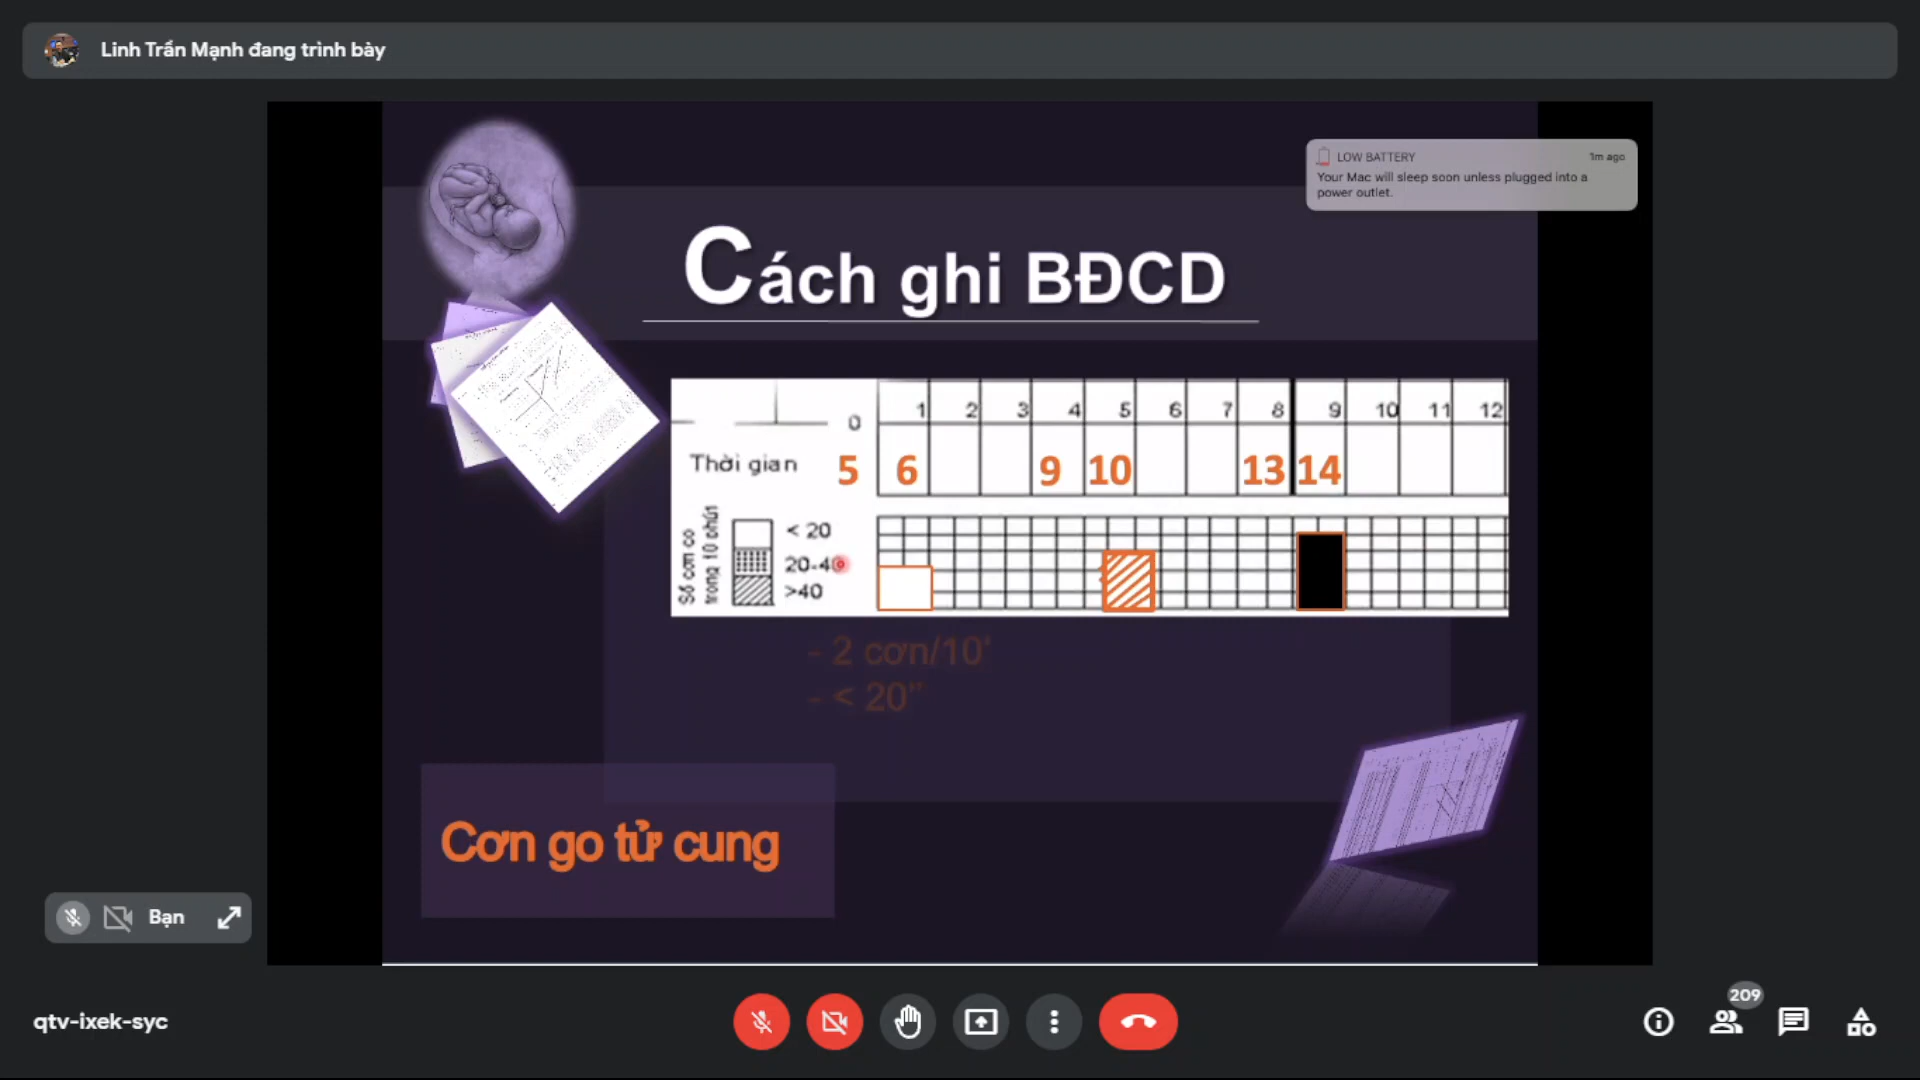 Linh Trần Mạnh đang trình bày
LOW BATTERY 1m ago
Your Mac will sleep soon unless plugged into a
power outlet.
Cách ghi BĐCD
0 1 2 3 4 5 6 7 8 9 10 11 12
Thời gian 5 6 9 10 13 14
Số cơn co
trong 10 phút
< 20
20-40
>40
- 2 cơn/10'
- < 20''
Cơn go tử cung
Bạn
qtv-ixek-syc
209